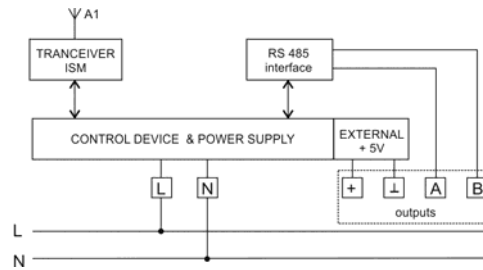 A1
TRANCEIVER
ISM
RS 485
interface
CONTROL DEVICE & POWER SUPPLY
EXTERNAL
+ 5V
L N + ⊥ A B
outputs
L
N